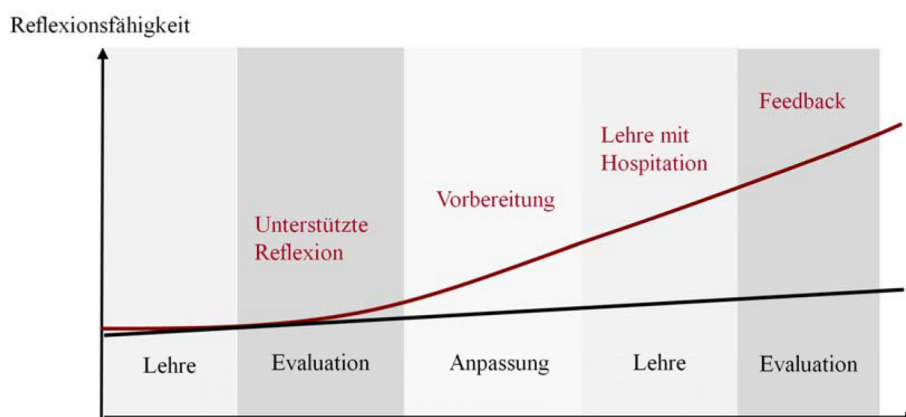 Reflexionsfähigkeit
Feedback
Lehre mit
Hospitation
Vorbereitung
Unterstützte
Reflexion
Lehre
Evaluation
Anpassung
Lehre
Evaluation